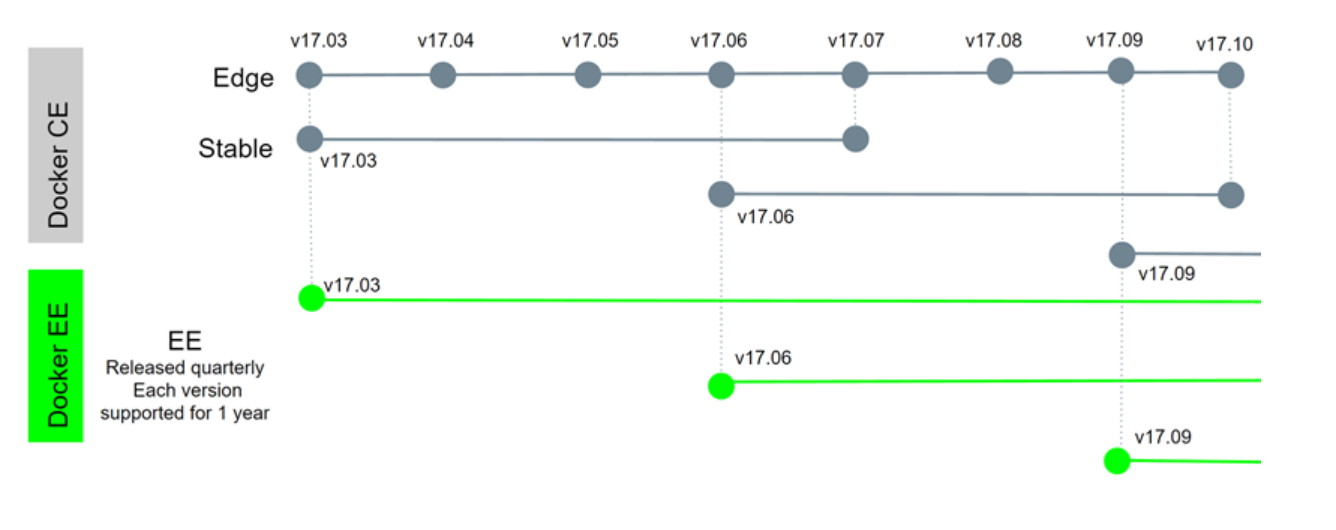 v17.03 v17.04 v17.05 v17.06 v17.07 v17.08 v17.09 v17.10
Docker CE
Edge
Stable
v17.03
v17.06
v17.09
Docker EE
v17.03
EE
Released quarterly
Each version
supported for 1 year
v17.06
v17.09